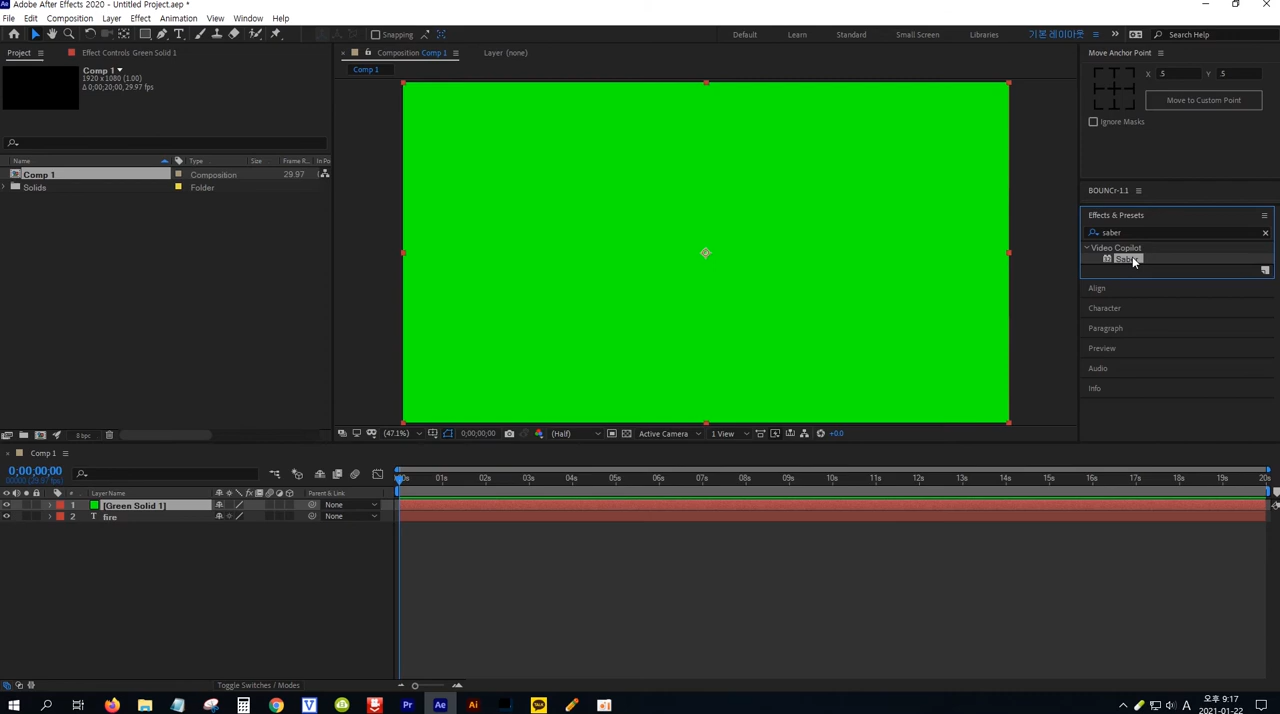 Adobe After Effects 2020 - Untitled Project.aep *
File Edit Composition Layer Effect Animation View Window Help
Snapping
Default Learn Standard Small Screen Libraries 기본 레이아웃 Search Help
Project Effect Controls Green Solid 1
Composition Comp 1 Layer (none)
Move Anchor Point
Comp 1
1920 x 1080 (1.00)
Δ 0;00;20;00, 29.97 fps
Comp 1
X .5 Y .5
Move to Custom Point
Ignore Masks
Name Type Size Frame R... In Po
Comp 1 Composition 29.97
Solids Folder
BOUNCr-1.1
Effects & Presets
saber
Video Copilot
Saber
Align
Character
Paragraph
Preview
Audio
Info
8 bpc
(47.1%) 0;00;00;00 (Half) Active Camera 1 View +0.0
Comp 1
0;00;00;00
00000 (29.97 fps)
00s 01s 02s 03s 04s 05s 06s 07s 08s 09s 10s 11s 12s 13s 14s 15s 16s 17s 18s 19s 20s
# Layer Name Parent & Link
1 [Green Solid 1] None
2 T fire None
Toggle Switches / Modes
오후 9:17
2021-01-22